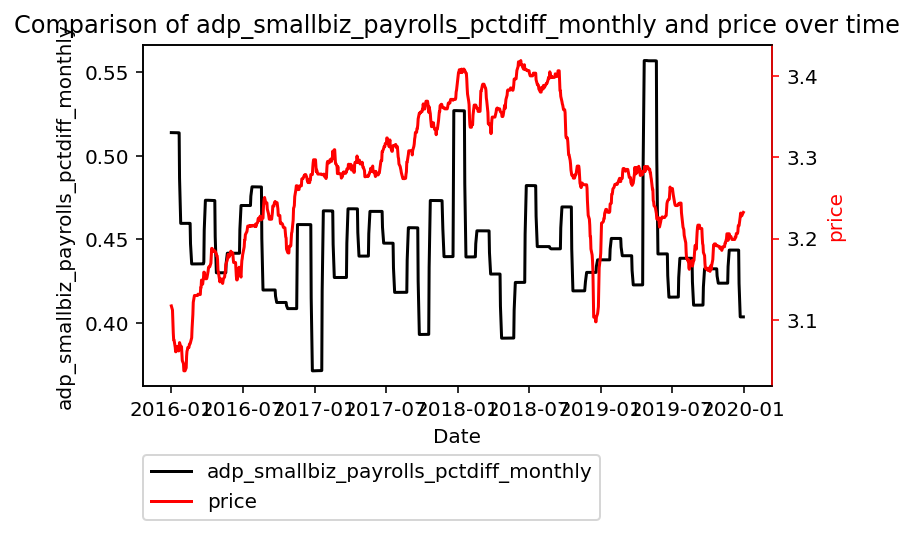 Comparison of adp_smallbiz_payrolls_pctdiff_monthly and price over time
adp_smallbiz_payrolls_pctdiff_monthly
0.55
0.50
0.45
0.40
3.4
3.3
3.2
3.1
price
2016-01
2016-07
2017-01
2017-07
2018-01
2018-07
2019-01
2019-07
2020-01
Date
adp_smallbiz_payrolls_pctdiff_monthly
price